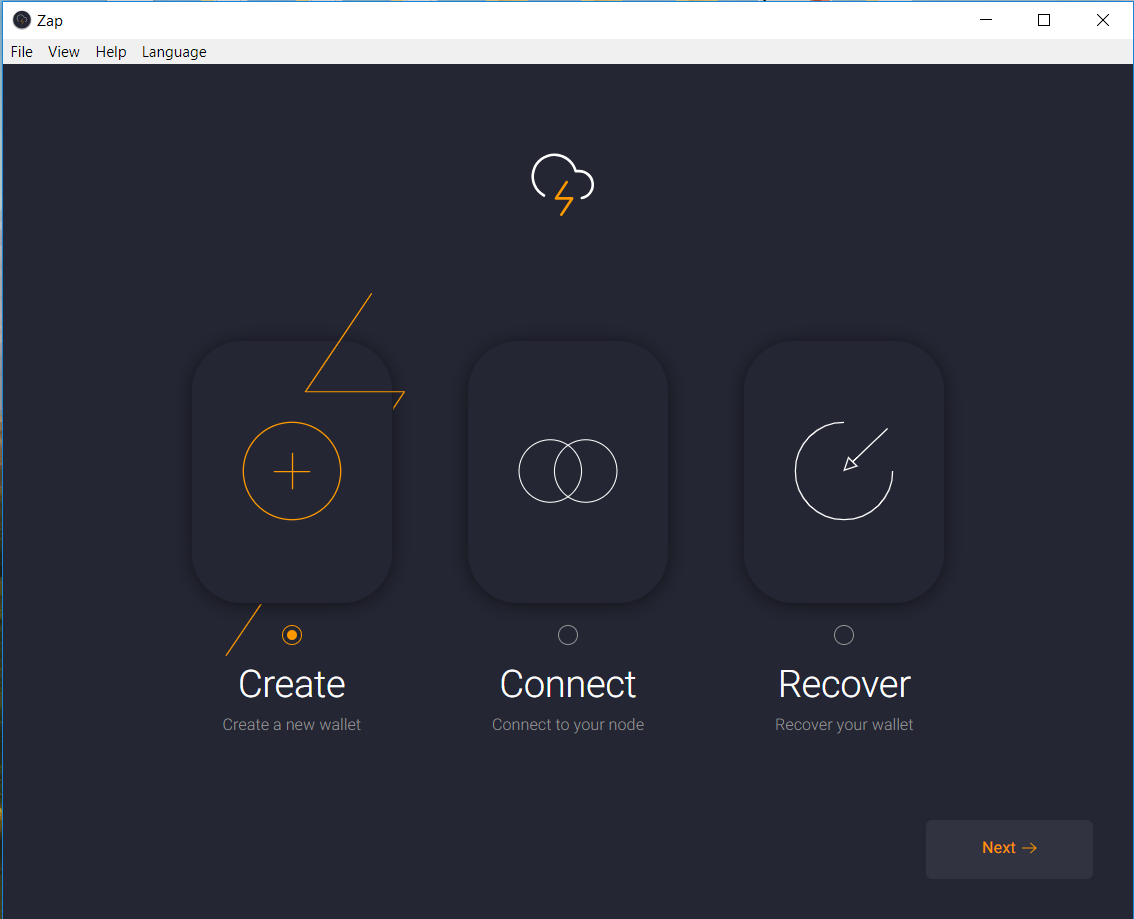 Zap
File View Help Language
Create Connect Recover
Create a new wallet Connect to your node Recover your wallet
Next →